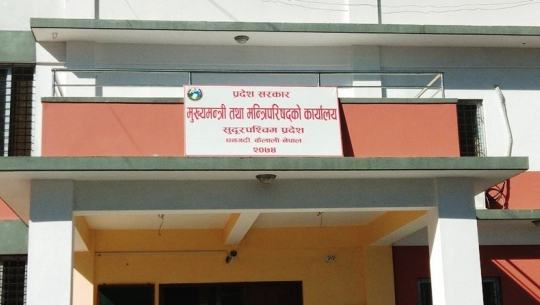 प्रदेश सरकार
मुख्यमन्त्री तथा मन्त्रिपरिषद्को कार्यालय
सुदूरपश्चिम प्रदेश
धनगढी कैलाली नेपाल
२०७४